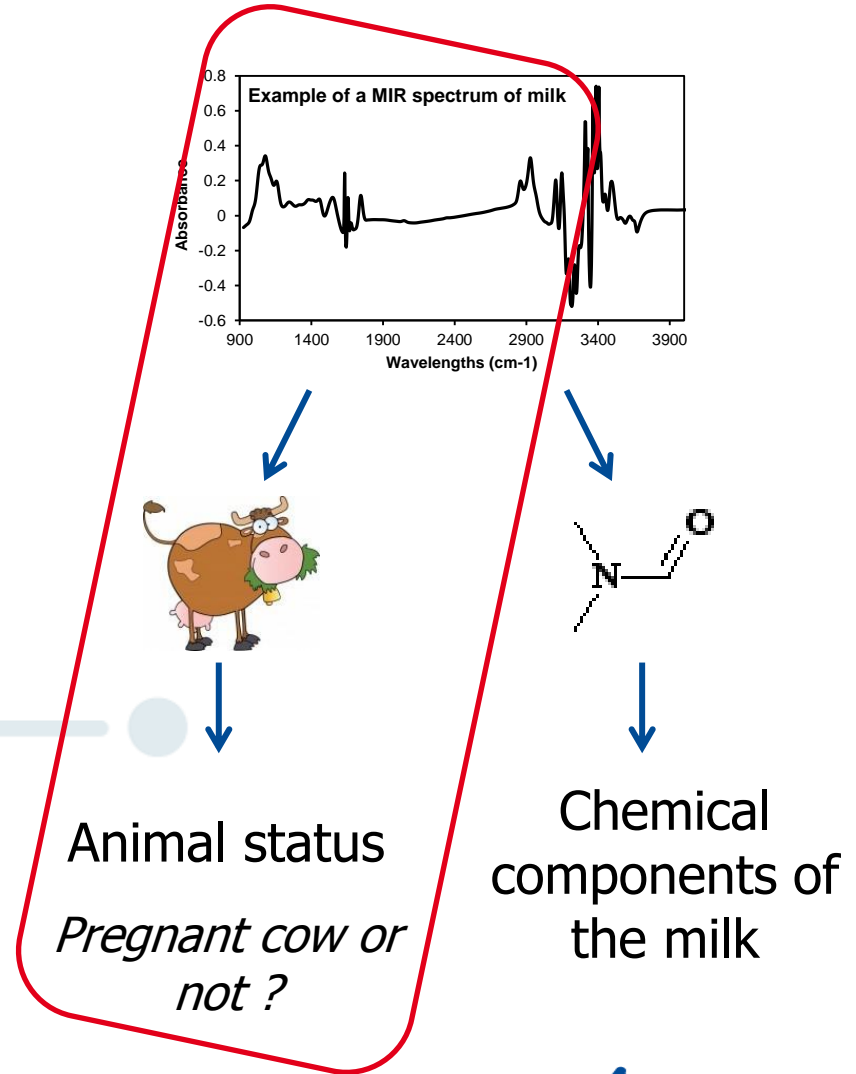 Example of a MIR spectrum of milk
0.8
0.6
0.4
0.2
0
-0.2
-0.4
-0.6
Absorbance
900 1400 1900 2400 2900 3400 3900
Wavelengths (cm-1)
O
N
Animal status
Pregnant cow or
not ?
Chemical
components of
the milk